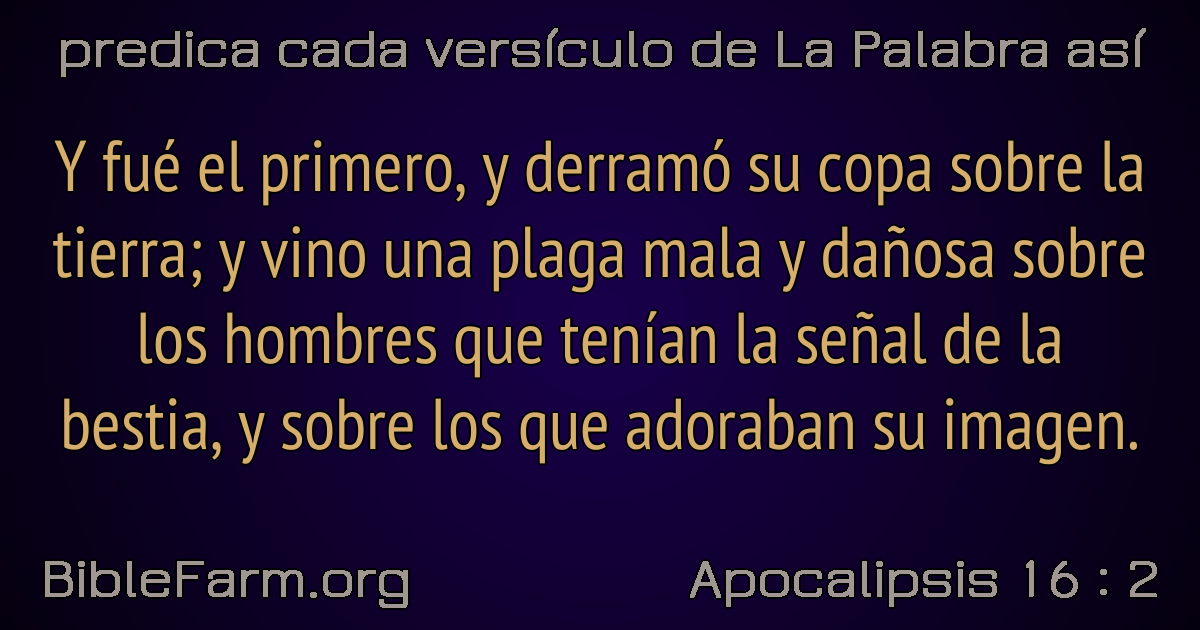 predica cada versículo de La Palabra así
Y fué el primero, y derramó su copa sobre la
tierra; y vino una plaga mala y dañosa sobre
los hombres que tenían la señal de la
bestia, y sobre los que adoraban su imagen.
BibleFarm.org
Apocalipsis 16 : 2